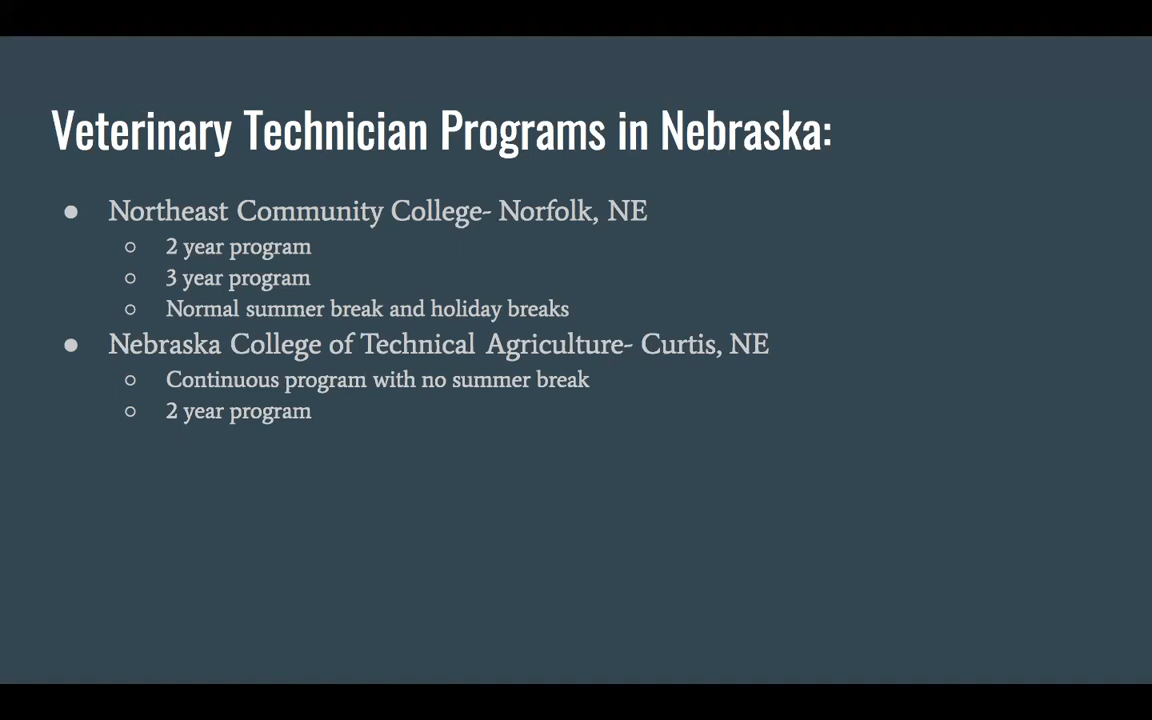 Veterinary Technician Programs in Nebraska:
● Northeast Community College- Norfolk, NE
○ 2 year program
○ 3 year program
○ Normal summer break and holiday breaks
● Nebraska College of Technical Agriculture- Curtis, NE
○ Continuous program with no summer break
○ 2 year program